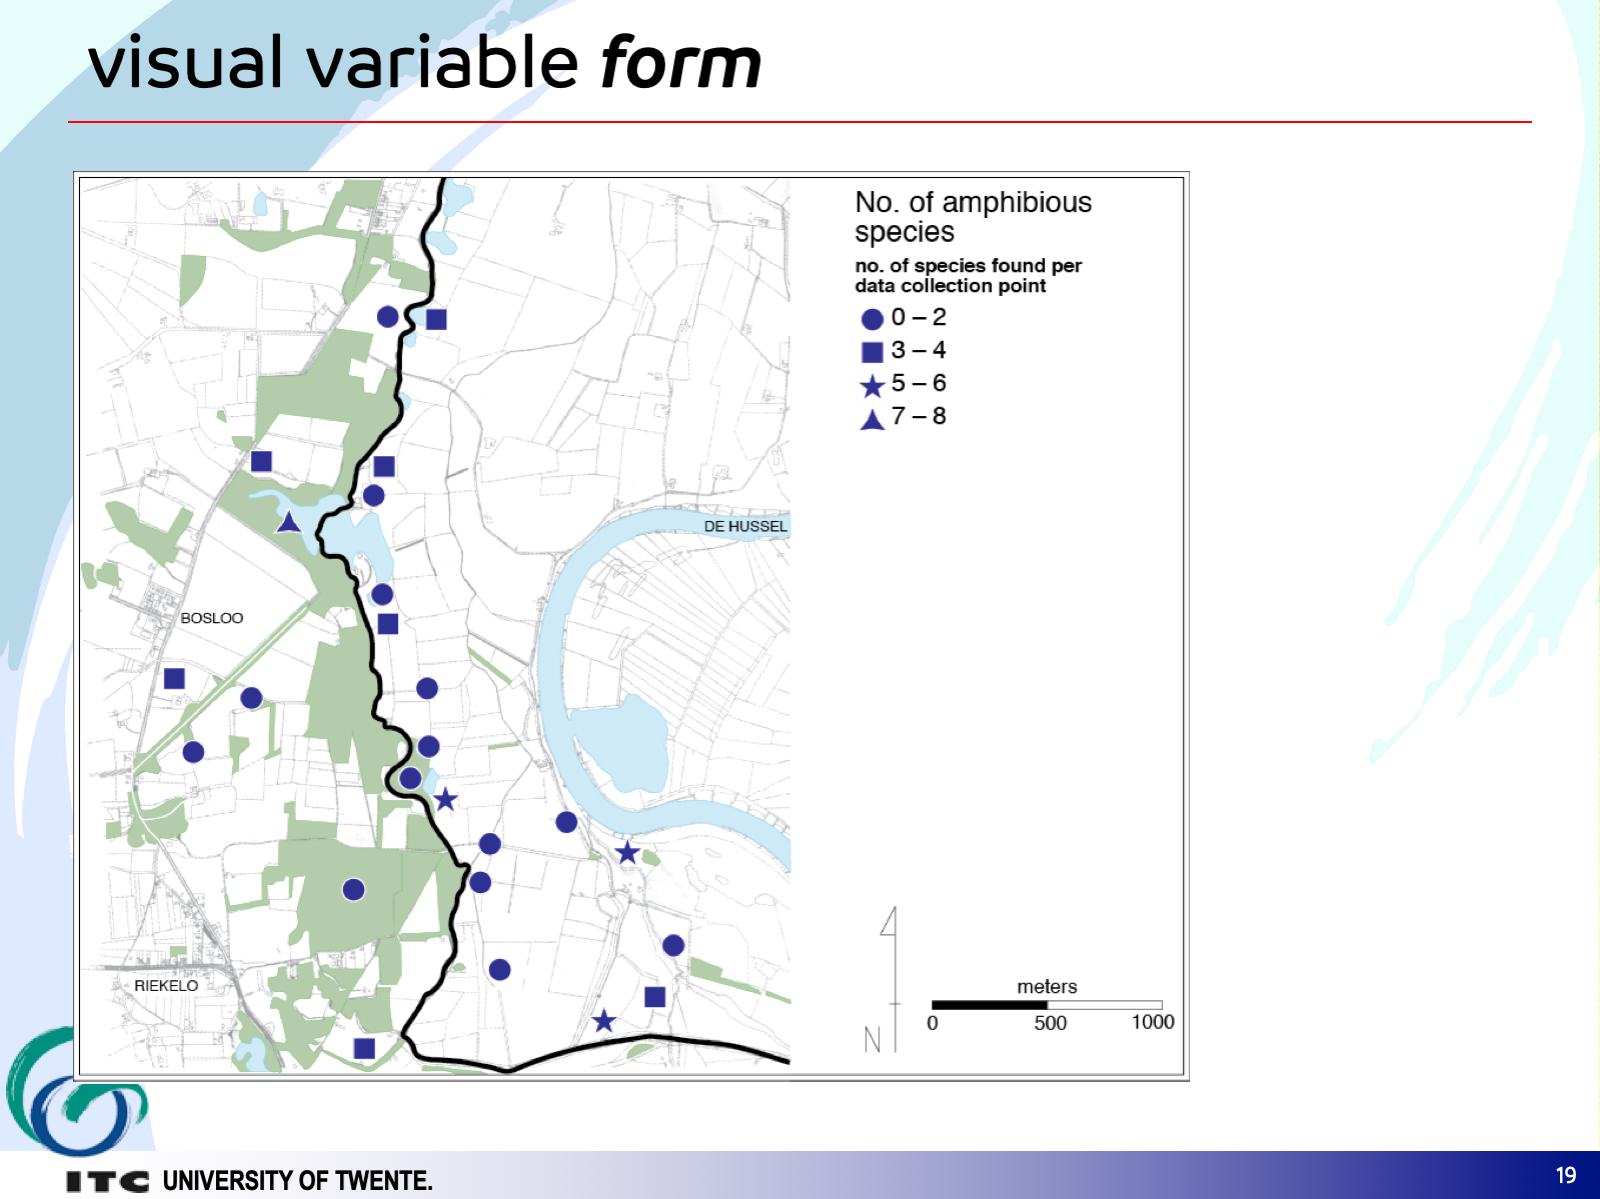 visual variable form
No. of amphibious
species
no. of species found per
data collection point
0 – 2
3 – 4
5 – 6
7 – 8
DE HUSSEL
BOSLOO
RIEKELO
N
meters
0 500 1000
ITC UNIVERSITY OF TWENTE.
19